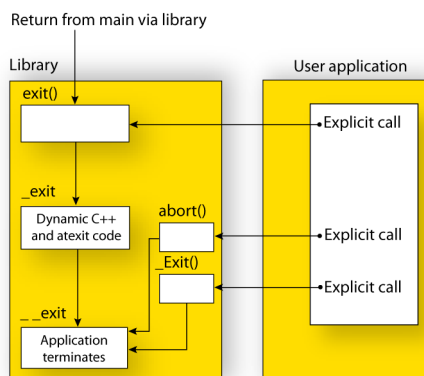 Return from main via library
Library
User application
exit()
Explicit call
_exit
Dynamic C++
and atexit code
abort()
Explicit call
_Exit()
Explicit call
_ _exit
Application
terminates